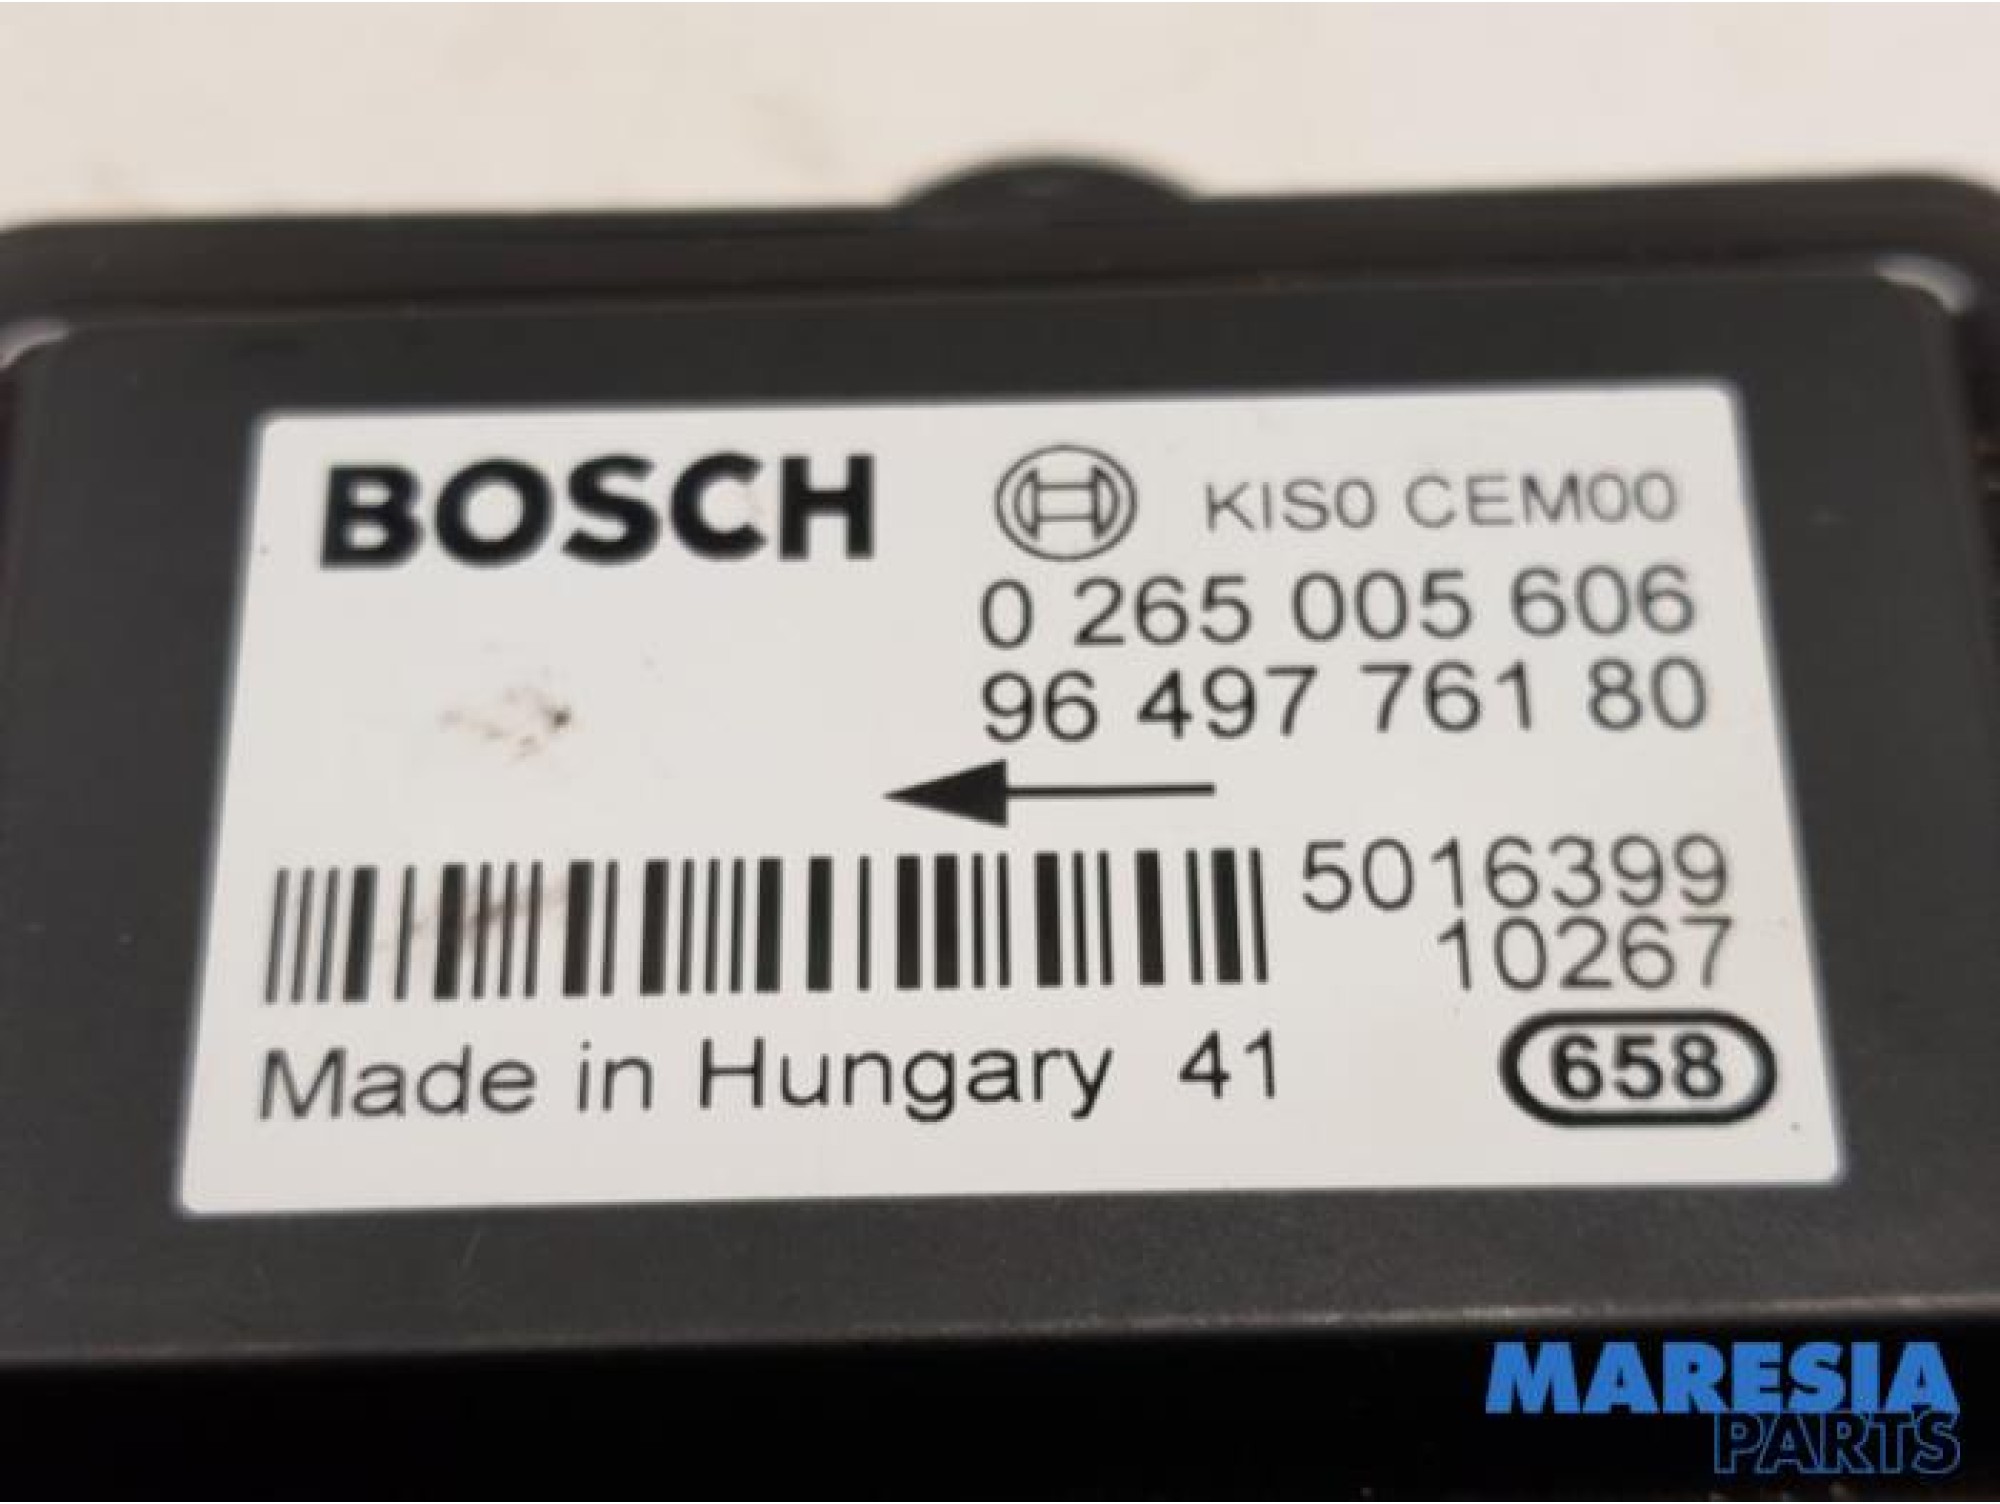 BOSCH KIS0 CEM00
0 265 005 606
96 497 761 80
5016399
10267
Made in Hungary 41
658
MARESIA
PARTS